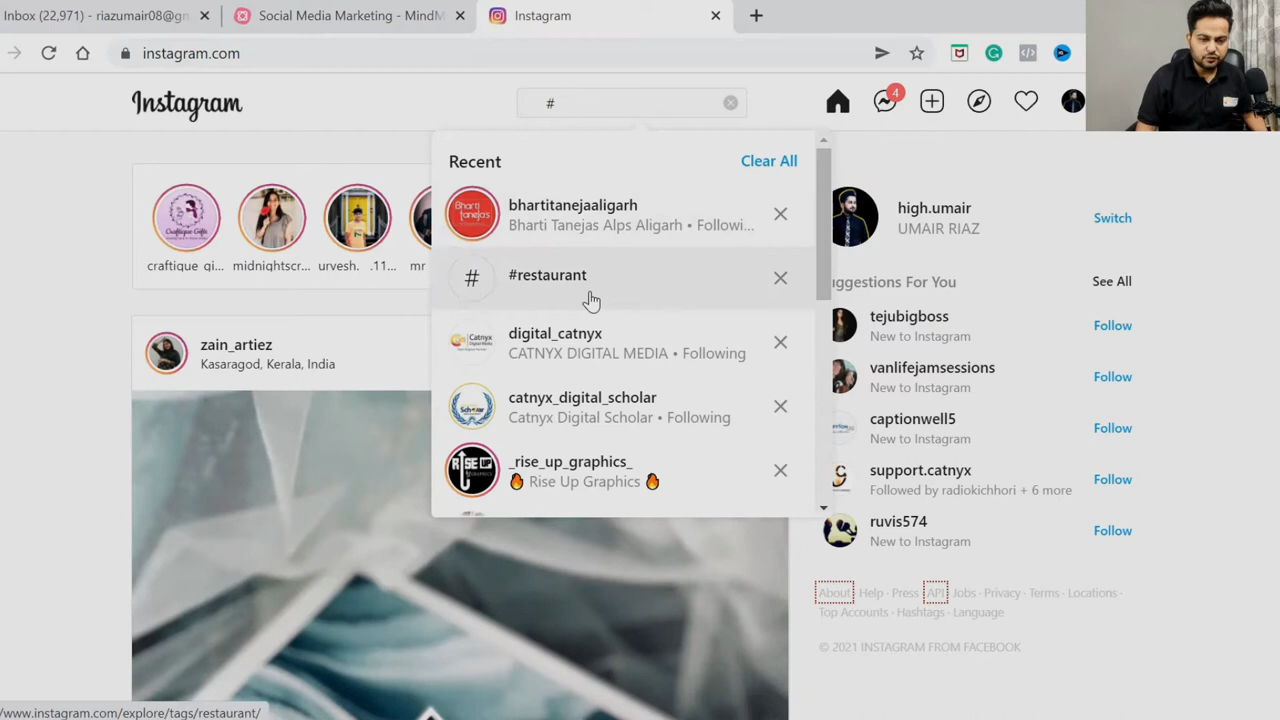 Inbox (22,971) - riazumair08@gn
Social Media Marketing - MindM
Instagram
instagram.com
Instagram
#
4
Recent
Clear All
bhartitanejaaligarh
Bharti Taneja Alps Aligarh • Followi...
#
#restaurant
digital_catnyx
CATNYX DIGITAL MEDIA • Following
catnyx_digital_scholar
Catnyx Digital Scholar • Following
_rise_up_graphics_
🔥 Rise Up Graphics 🔥
craftique_gi...
midnightscr...
urvesh._.11...
mr
zain_artiez
Kasaragod, Kerala, India
high.umair
UMAIR RIAZ
Switch
ggestions For You
See All
tejubigboss
New to Instagram
Follow
vanlifejamsessions
New to Instagram
Follow
captionwell5
New to Instagram
Follow
support.catnyx
Followed by radiokichhori + 6 more
Follow
ruvis574
New to Instagram
Follow
About · Help · Press · API · Jobs · Privacy · Terms · Locations ·
Top Accounts · Hashtags · Language
© 2021 INSTAGRAM FROM FACEBOOK
/www.instagram.com/explore/tags/restaurant/